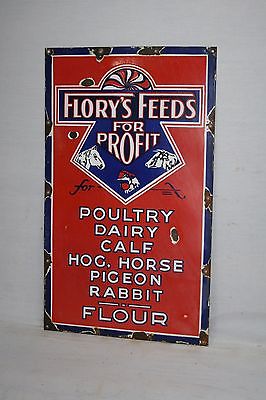 FLORY'S FEEDS
FOR
PROFIT
for
POULTRY
DAIRY
CALF
HOG, HORSE
PIGEON
RABBIT
FLOUR